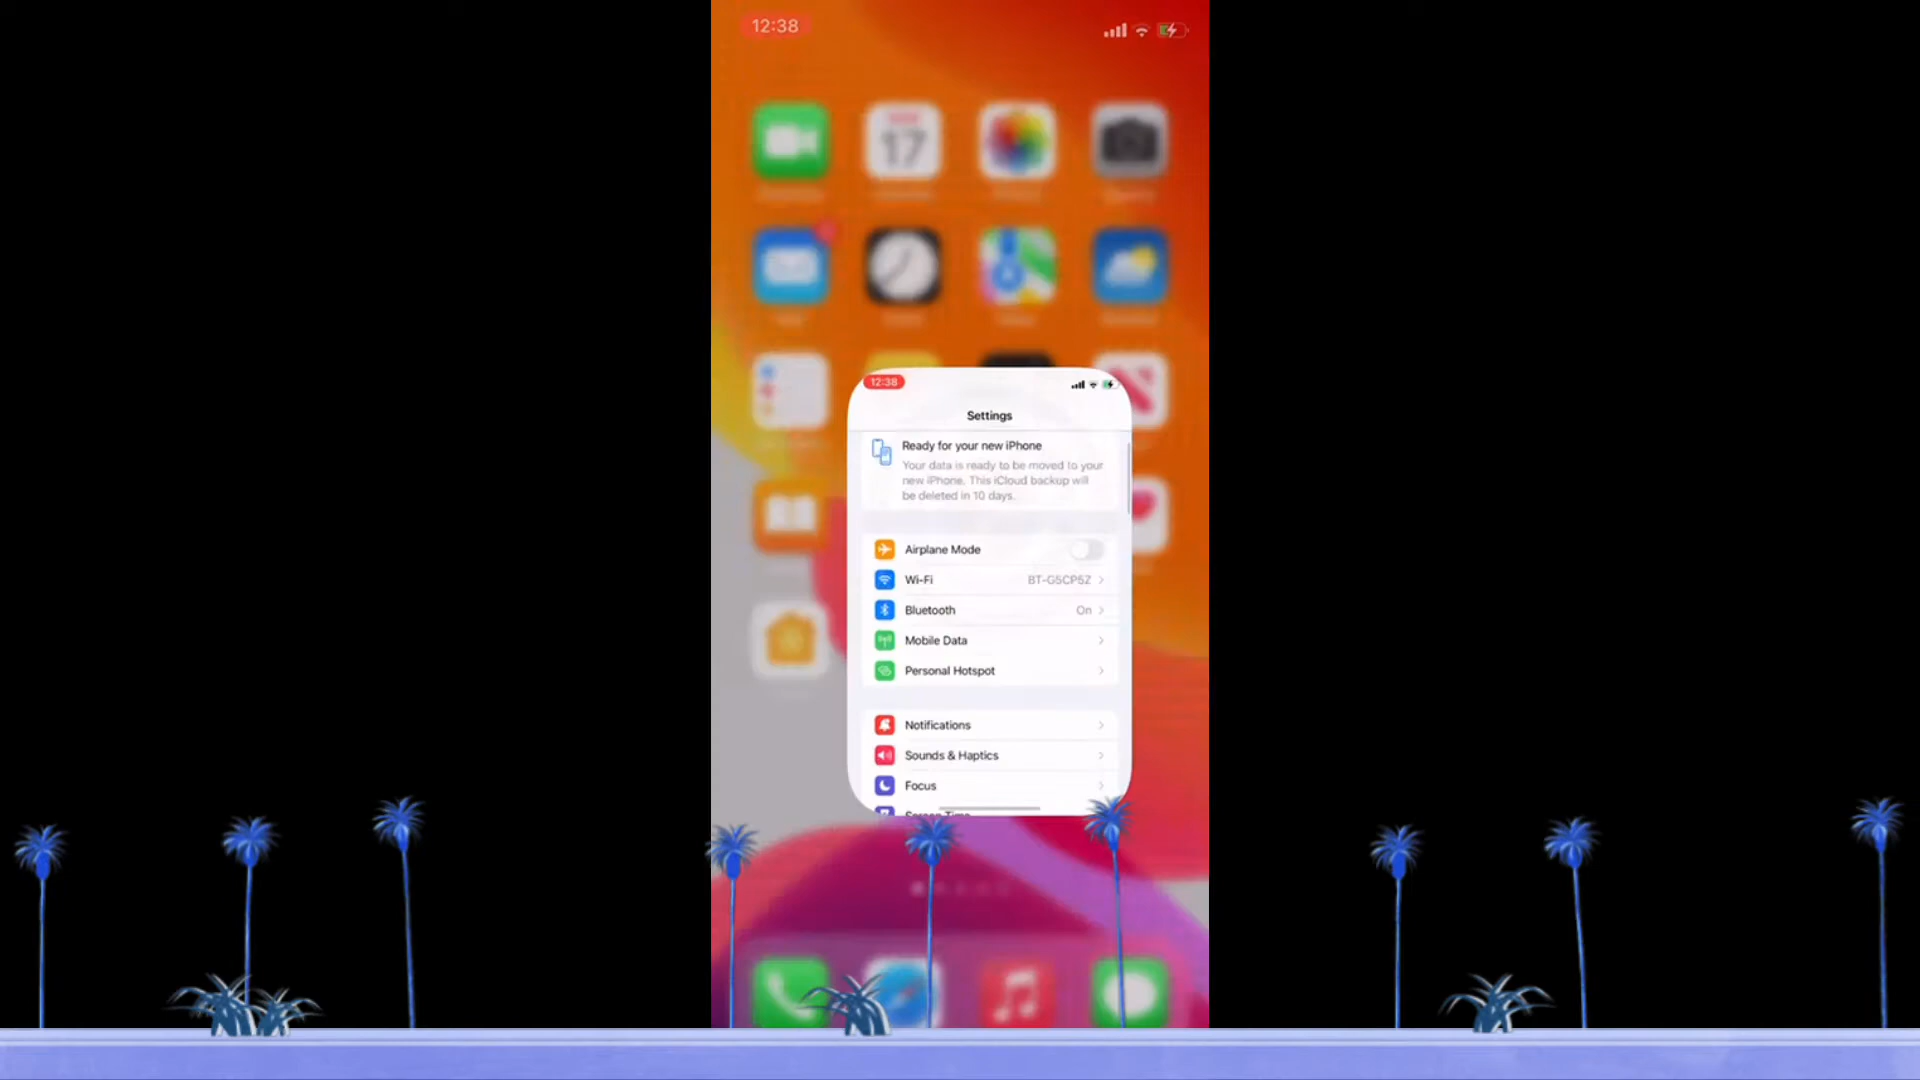 12:38
17
12:38
Settings
Ready for your new iPhone
Your data is ready to be moved to your
new iPhone. This iCloud backup will
be deleted in 10 days.
Airplane Mode
Wi-Fi BT-G5CP5Z
Bluetooth On
Mobile Data
Personal Hotspot
Notifications
Sounds & Haptics
Focus
Screen Time